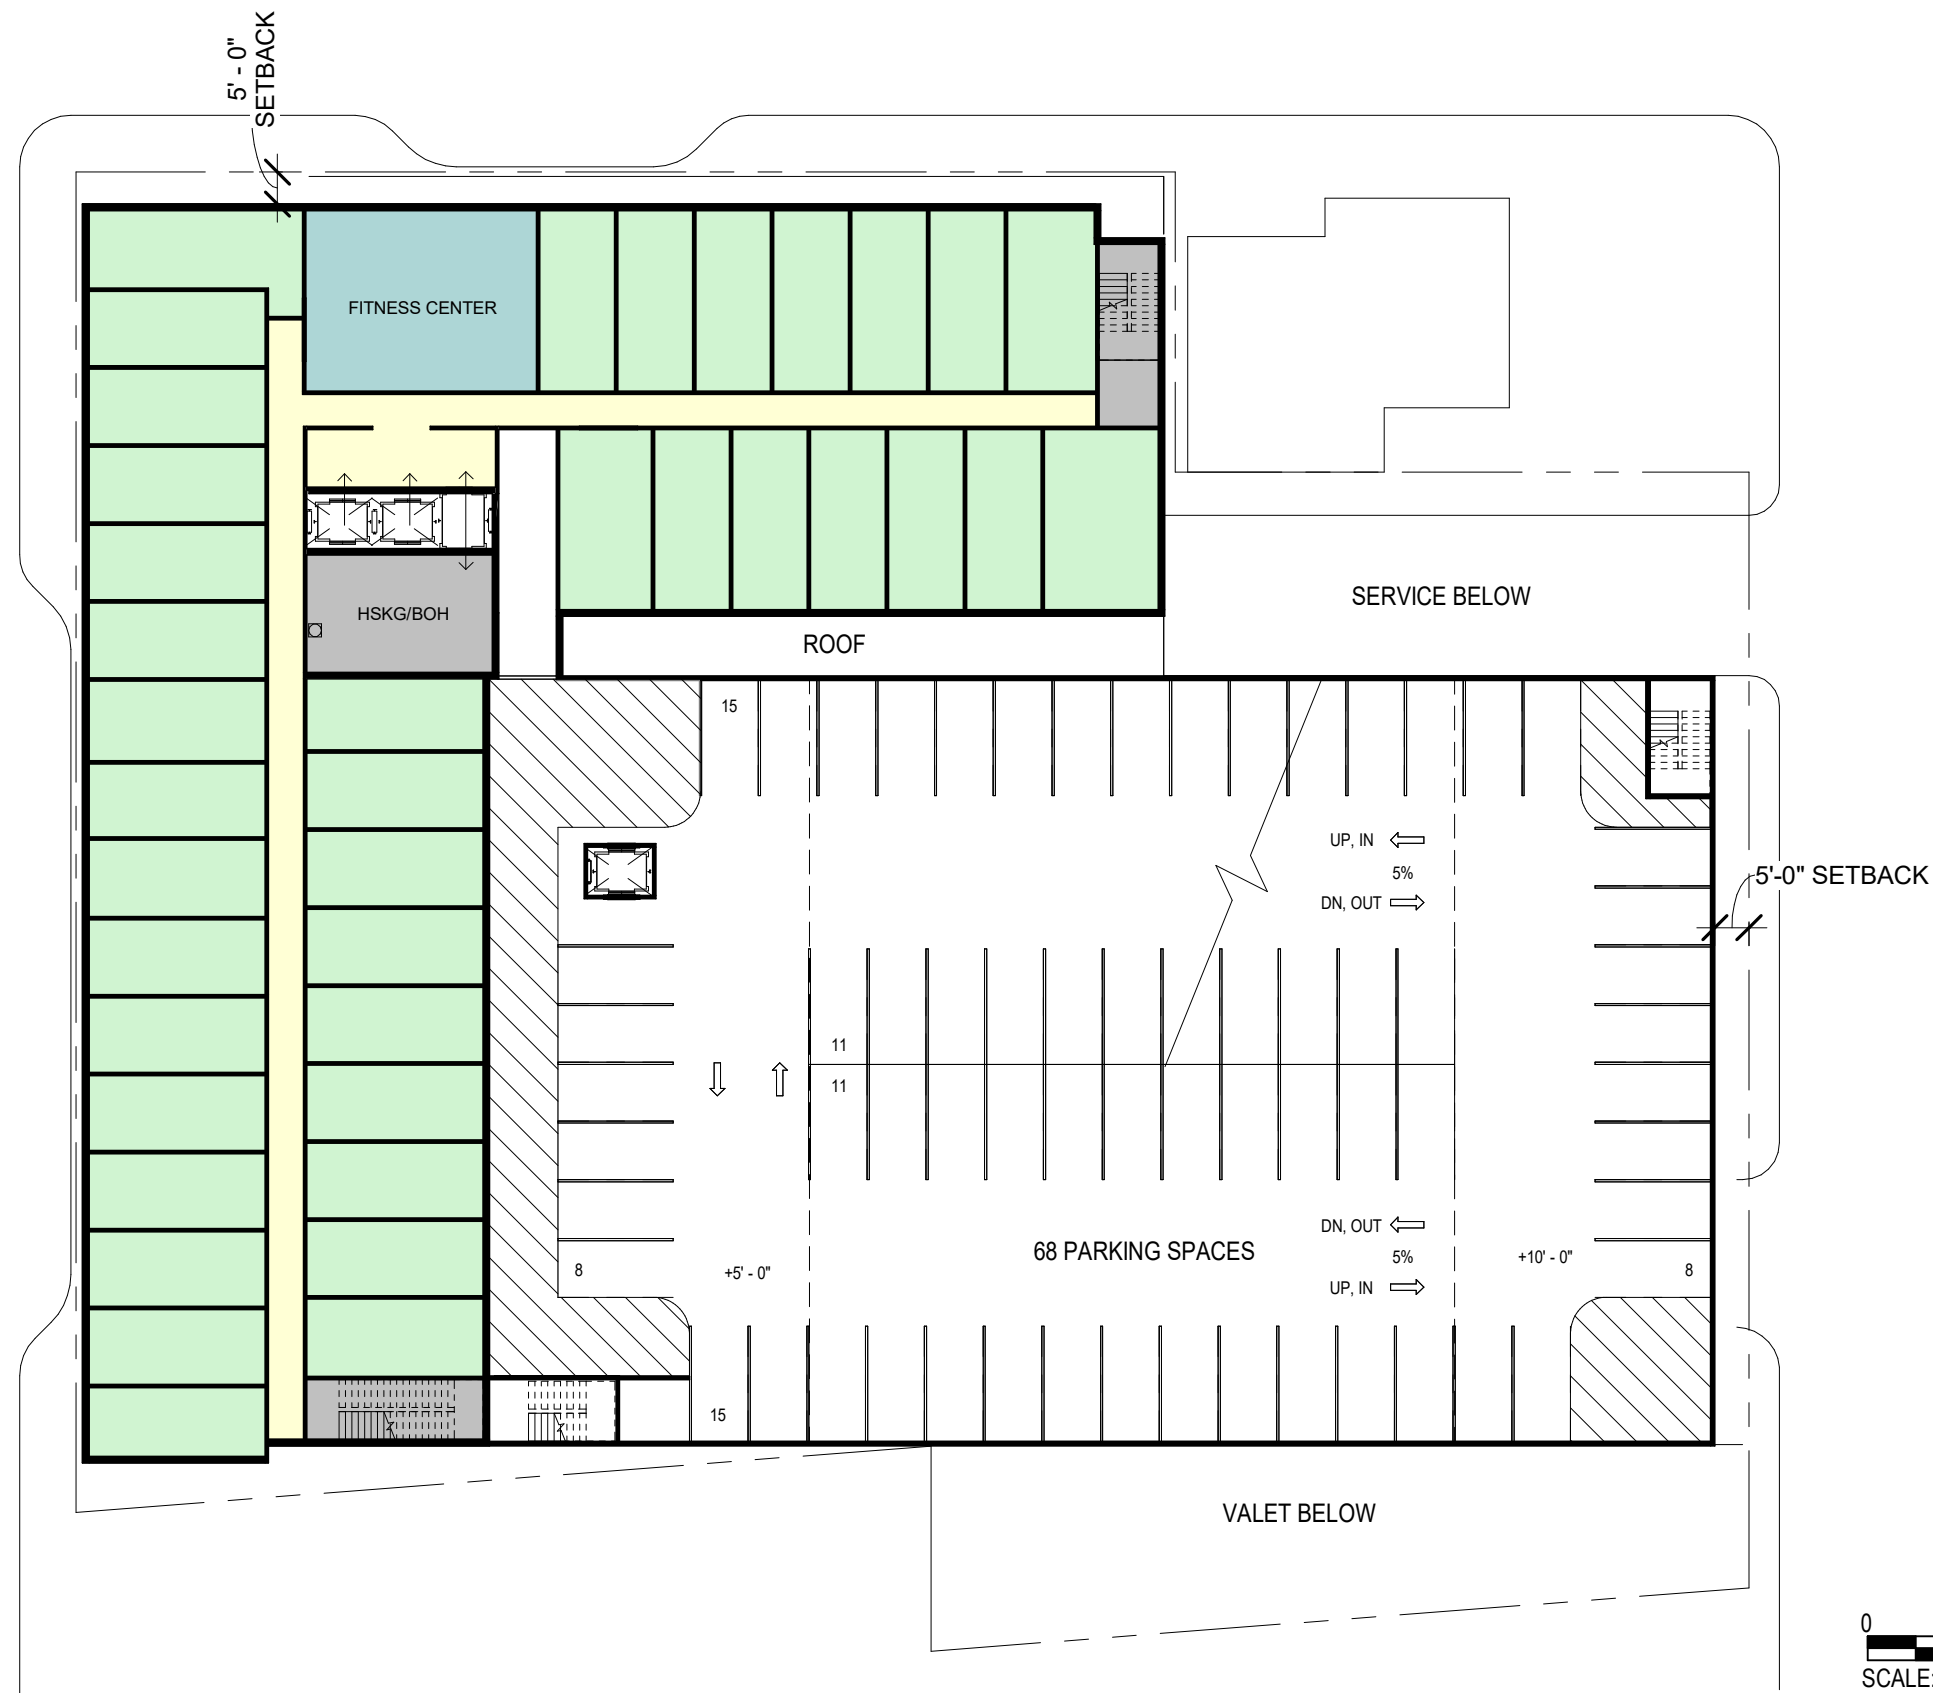 5' - 0"
SETBACK
FITNESS CENTER
HSKG/BOH
SERVICE BELOW
ROOF
15
UP, IN
5%
DN, OUT
5'-0" SETBACK
11
11
DN, OUT
68 PARKING SPACES
5%
+10' - 0"
8
+5' - 0"
8
UP, IN
15
VALET BELOW
0
SCALE: